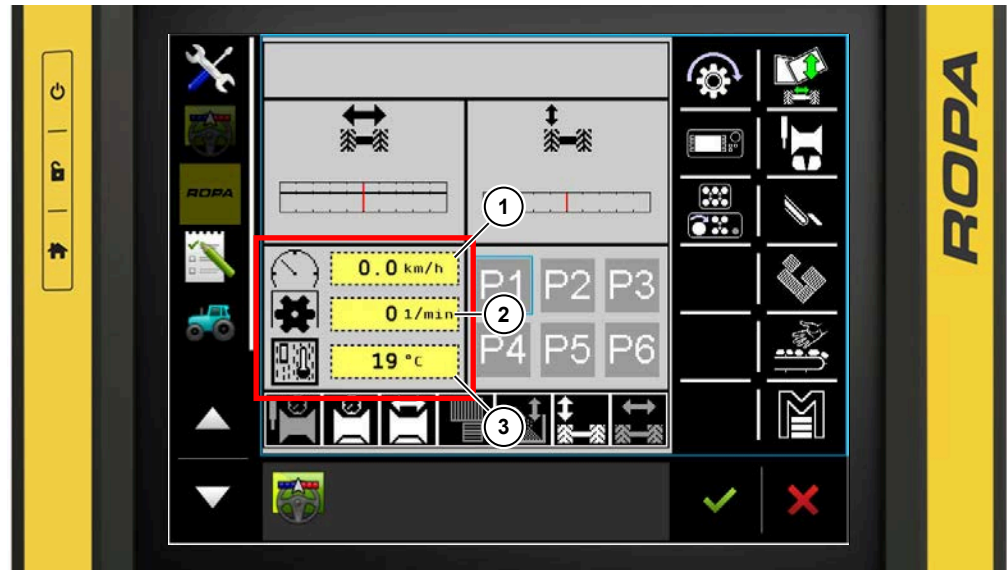 ROPA
ROPA
1
0.0 km/h
P1 P2 P3
2
0 1/min
P4 P5 P6
19 °C
3